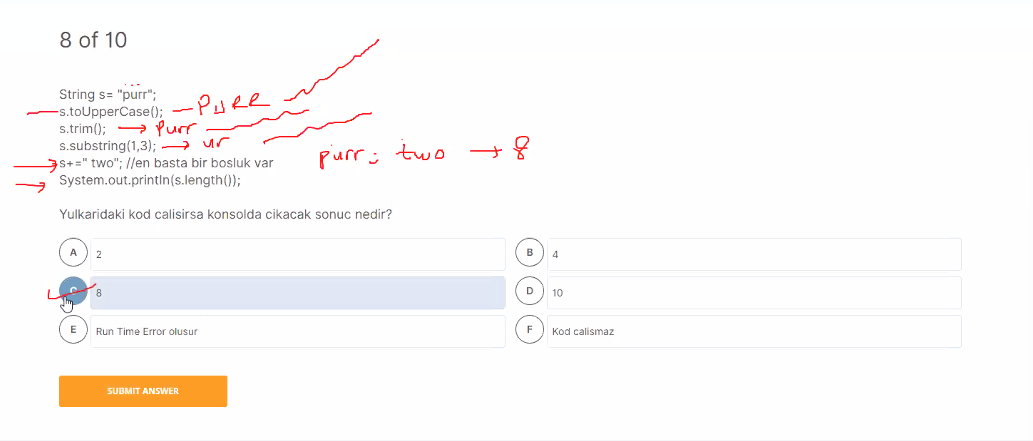 8 of 10
String s= "purr";
s.toUpperCase(); PURR
s.trim(); purr
s.substring(1,3); ur
s+=" two"; //en basta bir bosluk var
purr two 8
System.out.println(s.length());
Yulkaridaki kod calisirsa konsolda cikacak sonuc nedir?
A 2
B 4
C 8
D 10
E Run Time Error olusur
F Kod calismaz
SUBMIT ANSWER